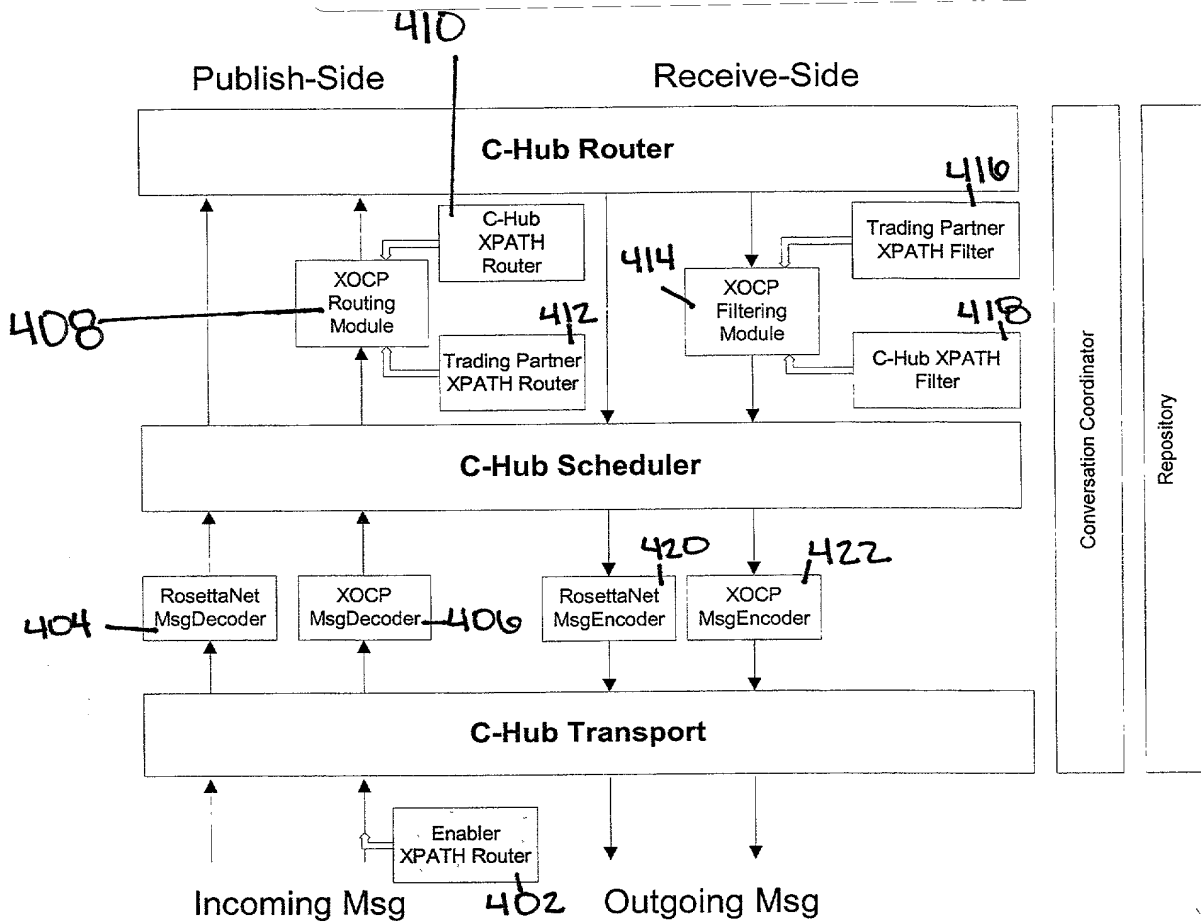 410
Publish-Side
Receive-Side
C-Hub Router
416
C-Hub
XPATH
Router
Trading Partner
XPATH Filter
414
XOCP
Routing
Module
XOCP
Filtering
Module
408
412
418
Trading Partner
XPATH Router
C-Hub XPATH
Filter
C-Hub Scheduler
Conversation Coordinator
Repository
420
422
RosettaNet
MsgDecoder
XOCP
MsgDecoder
RosettaNet
MsgEncoder
XOCP
MsgEncoder
404
406
C-Hub Transport
Enabler
XPATH Router
Incoming Msg
402
Outgoing Msg